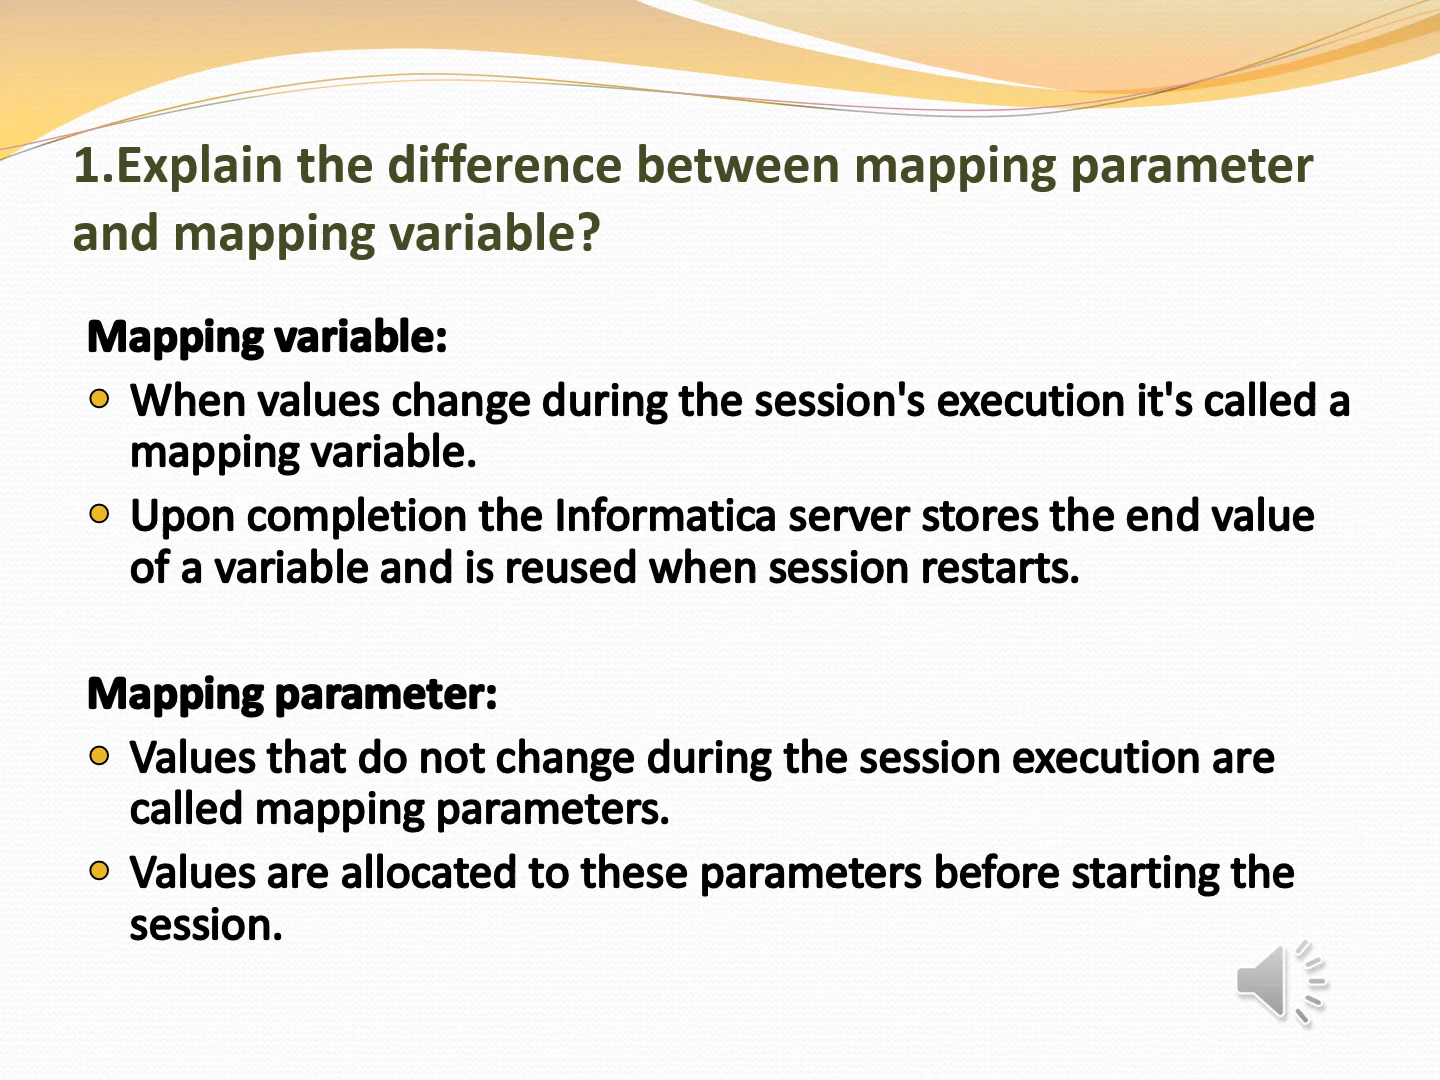 1.Explain the difference between mapping parameter
and mapping variable?
Mapping variable:
When values change during the session's execution it's called a
mapping variable.
Upon completion the Informatica server stores the end value
of a variable and is reused when session restarts.
Mapping parameter:
Values that do not change during the session execution are
called mapping parameters.
Values are allocated to these parameters before starting the
session.